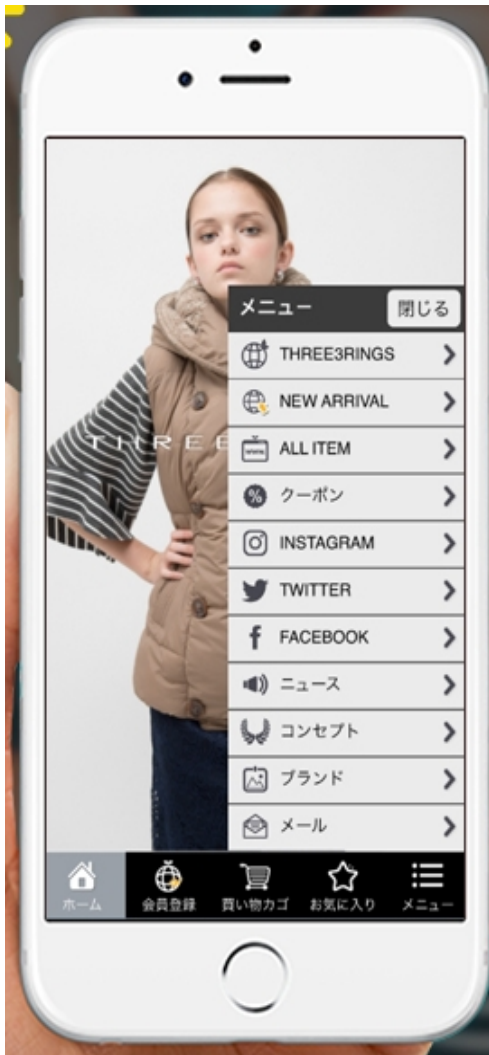 THREE
メニュー
閉じる
THREE3RINGS
NEW ARRIVAL
ALL ITEM
クーポン
INSTAGRAM
TWITTER
FACEBOOK
ニュース
コンセプト
ブランド
メール
ホーム
会員登録
買い物カゴ
お気に入り
メニュー